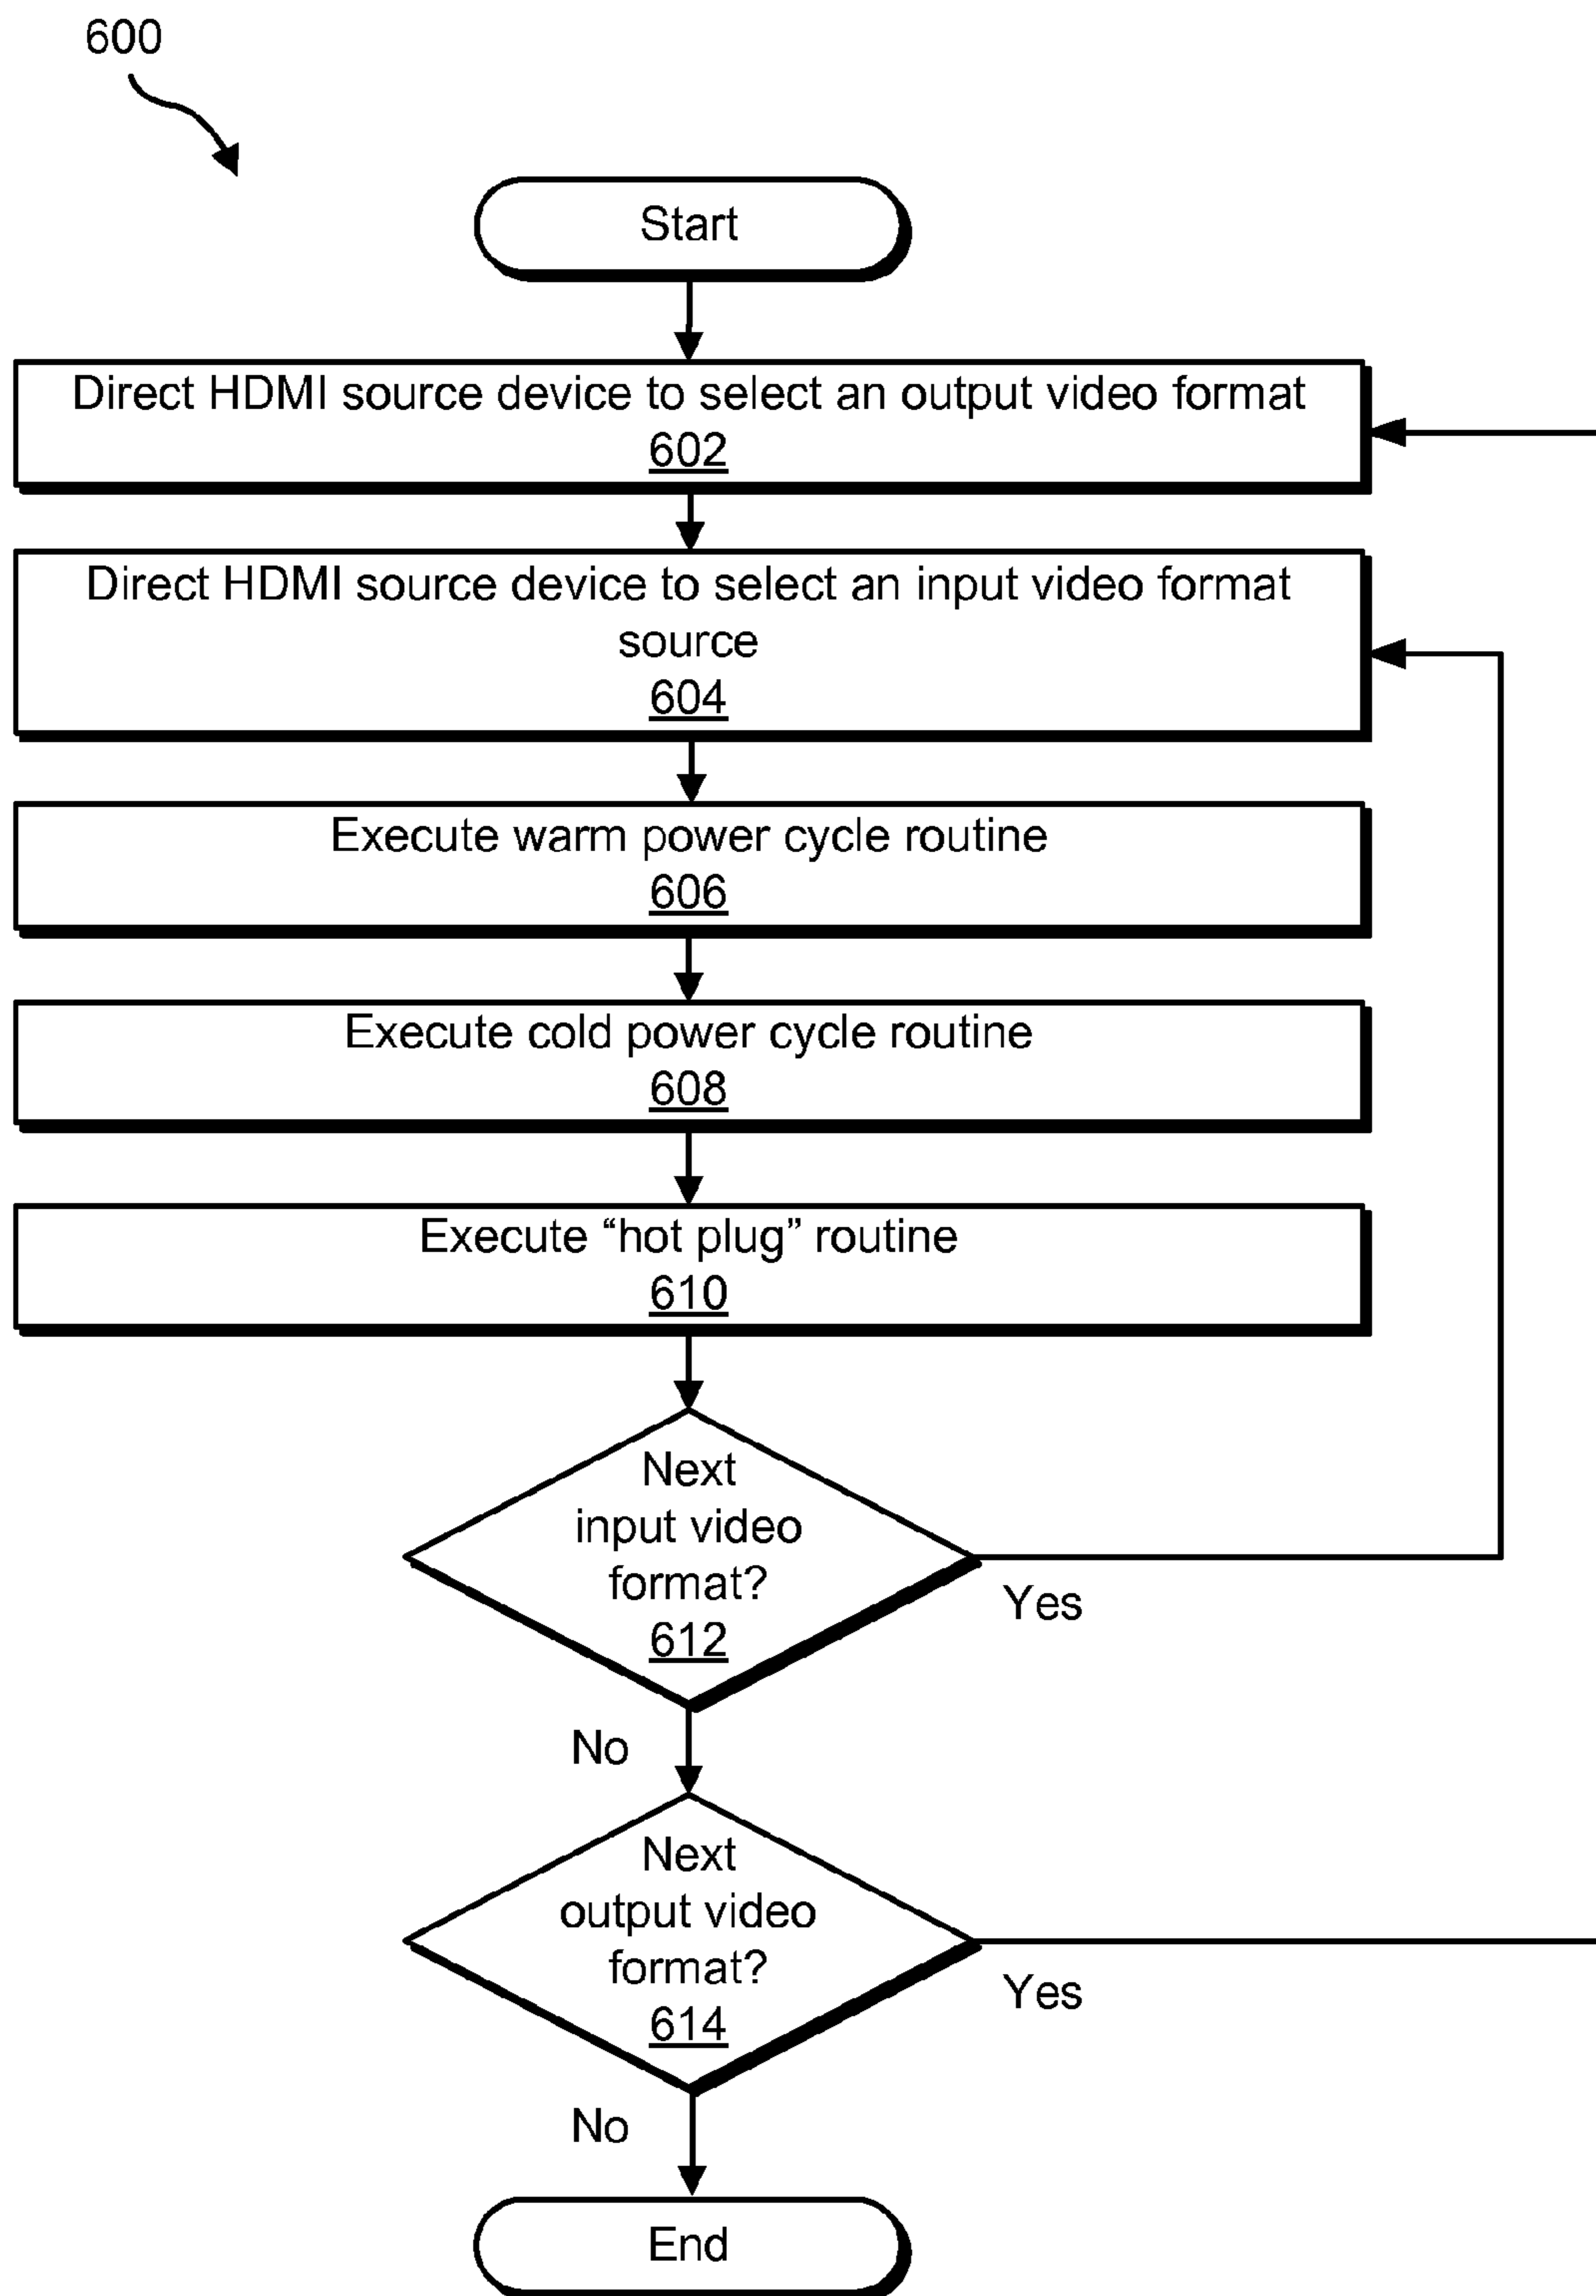 600
Start
Direct HDMI source device to select an output video format
602
Direct HDMI source device to select an input video format
source
604
Execute warm power cycle routine
606
Execute cold power cycle routine
608
Execute “hot plug” routine
610
Next
input video
format?
612
Yes
No
Next
output video
format?
614
Yes
No
End